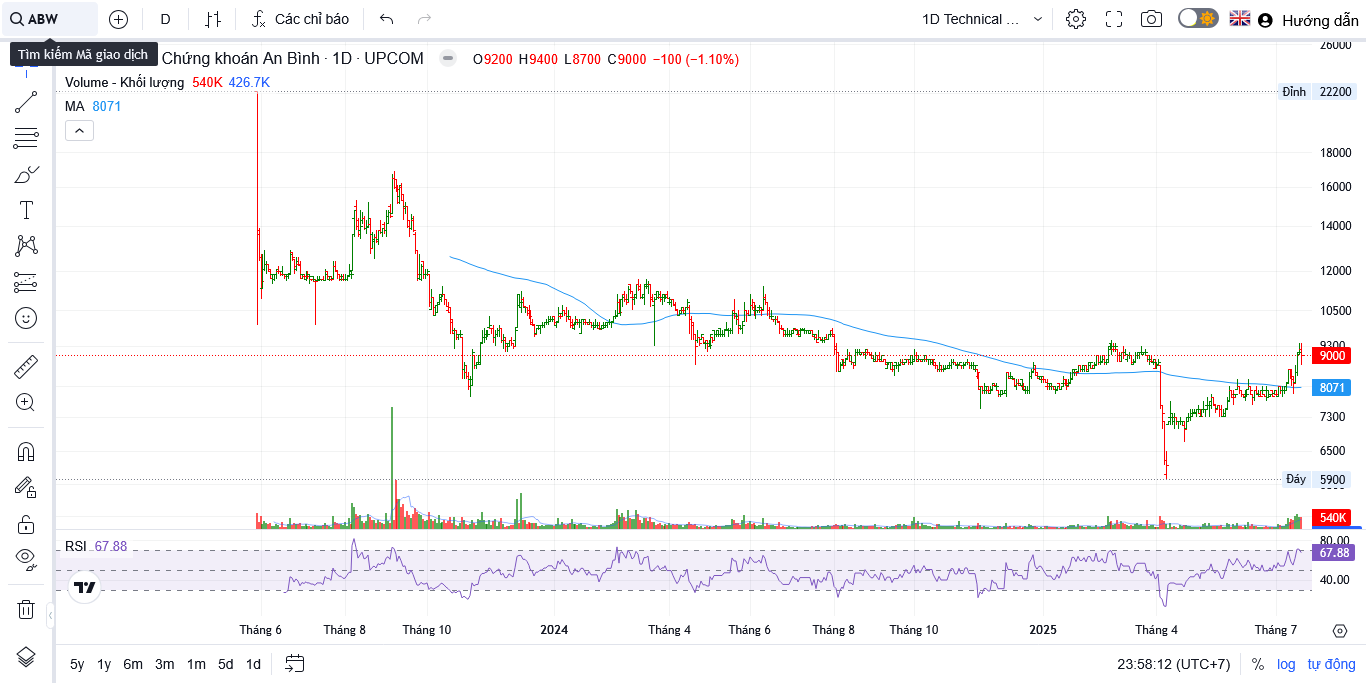 ABW
D
Các chỉ báo
1D Technical ...
Hướng dẫn
Tìm kiếm Mã giao dịch
Chứng khoán An Bình · 1D · UPCOM
O9200 H9400 L8700 C9000 −100 (−1.10%)
Volume - Khối lượng 540K 426.7K
MA 8071
26000
Đỉnh 22200
18000
16000
14000
12000
10500
9300
9000
8071
7300
6500
Đáy 5900
540K
RSI 67.88
80.00
67.88
40.00
Tháng 6 Tháng 8 Tháng 10 2024 Tháng 4 Tháng 6 Tháng 8 Tháng 10 2025 Tháng 4 Tháng 7
5y 1y 6m 3m 1m 5d 1d
23:58:12 (UTC+7) % log tự động